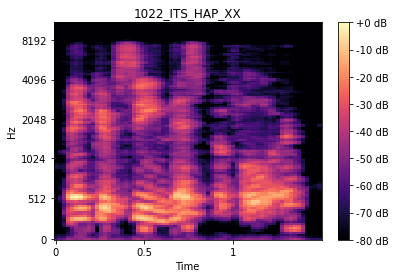 1022_ITS_HAP_XX
+0 dB
8192
-10 dB
4096
-20 dB
-30 dB
2048
Hz
-40 dB
1024
-50 dB
-60 dB
512
-70 dB
0
-80 dB
0
0.5
1
Time